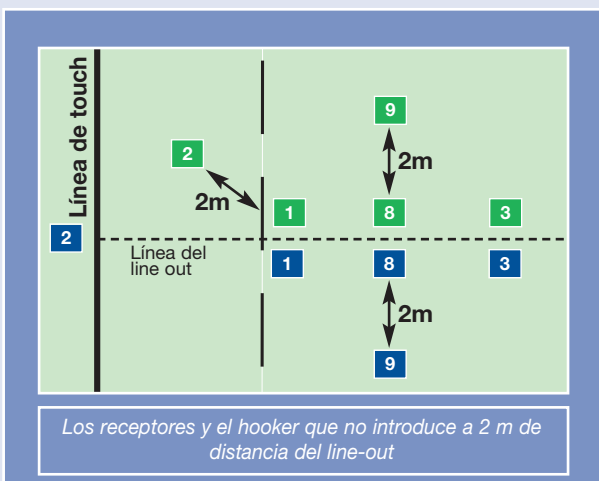 Línea de touch
9
2
2m
2m
1
8
3
2
Línea del
line out
1
8
3
2m
9
Los receptores y el hooker que no introduce a 2 m de
distancia del line-out